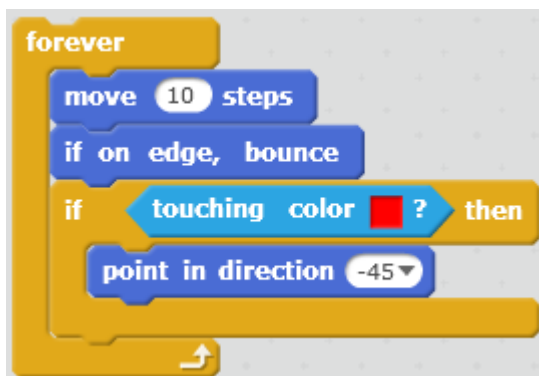 forever
move 10 steps
if on edge, bounce
if touching color ? then
point in direction -45